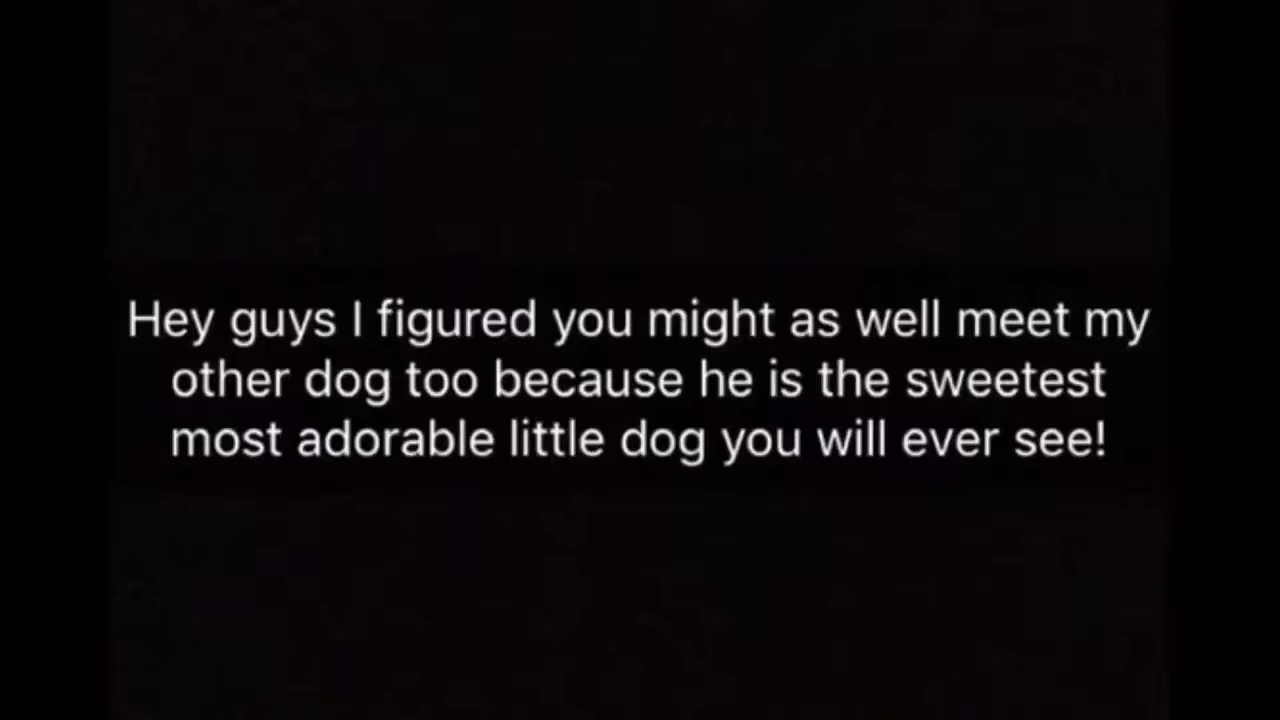 Hey guys I figured you might as well meet my
other dog too because he is the sweetest
most adorable little dog you will ever see!